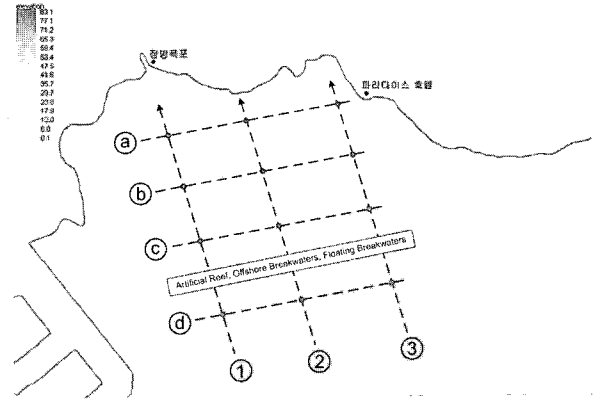 elevation
83.1
77.1
71.2
65.3
53.4
47.5
41.6
35.7
29.7
23.8
17.9
12.0
6.0
0.1
정방폭포
파라다이스 호텔
a
b
c
Artificial Reef, Offshore Breakwaters, Floating Breakwaters
d
1
2
3